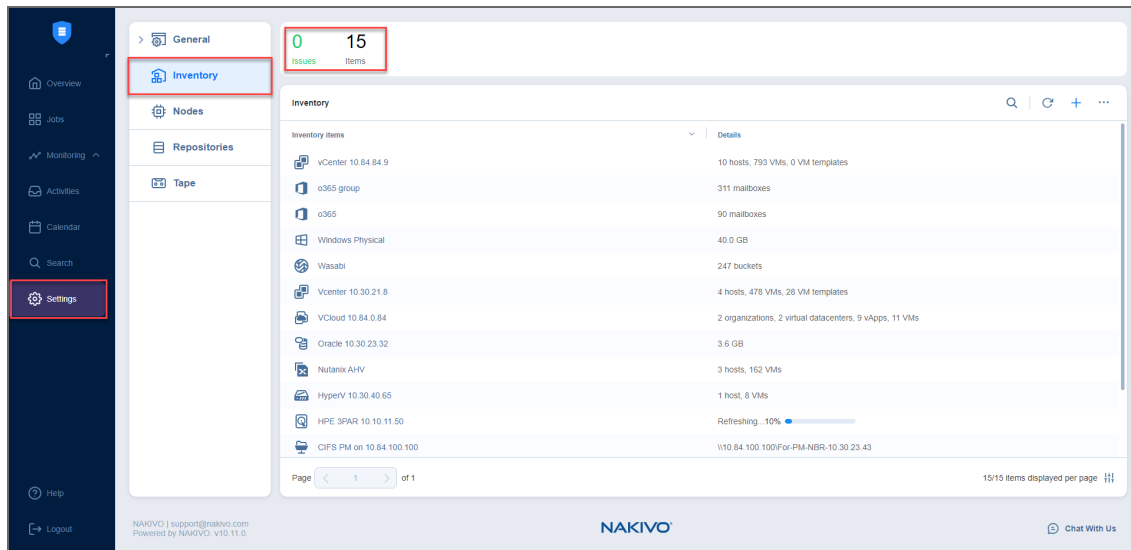 Overview
Jobs
Monitoring
Activities
Calendar
Search
Settings
Help
Logout
General
Inventory
Nodes
Repositories
Tape
0 15
Issues Items
Inventory
Inventory items Details
vCenter 10.84.84.9 10 hosts, 793 VMs, 0 VM templates
o365 group 311 mailboxes
o365 90 mailboxes
Windows Physical 40.0 GB
Wasabi 247 buckets
Vcenter 10.30.21.8 4 hosts, 478 VMs, 28 VM templates
VCloud 10.84.0.84 2 organizations, 2 virtual datacenters, 9 vApps, 11 VMs
Oracle 10.30.23.32 3.6 GB
Nutanix AHV 3 hosts, 162 VMs
HyperV 10.30.40.65 1 host, 8 VMs
HPE 3PAR 10.10.11.50 Refreshing...10%
CIFS PM on 10.84.100.100 \\10.84.100.100\For-PM-NBR-10.30.23.43
Page 1 of 1 15/15 items displayed per page
NAKIVO | support@nakivo.com
Powered by NAKIVO. v10.11.0.
NAKIVO®
Chat With Us